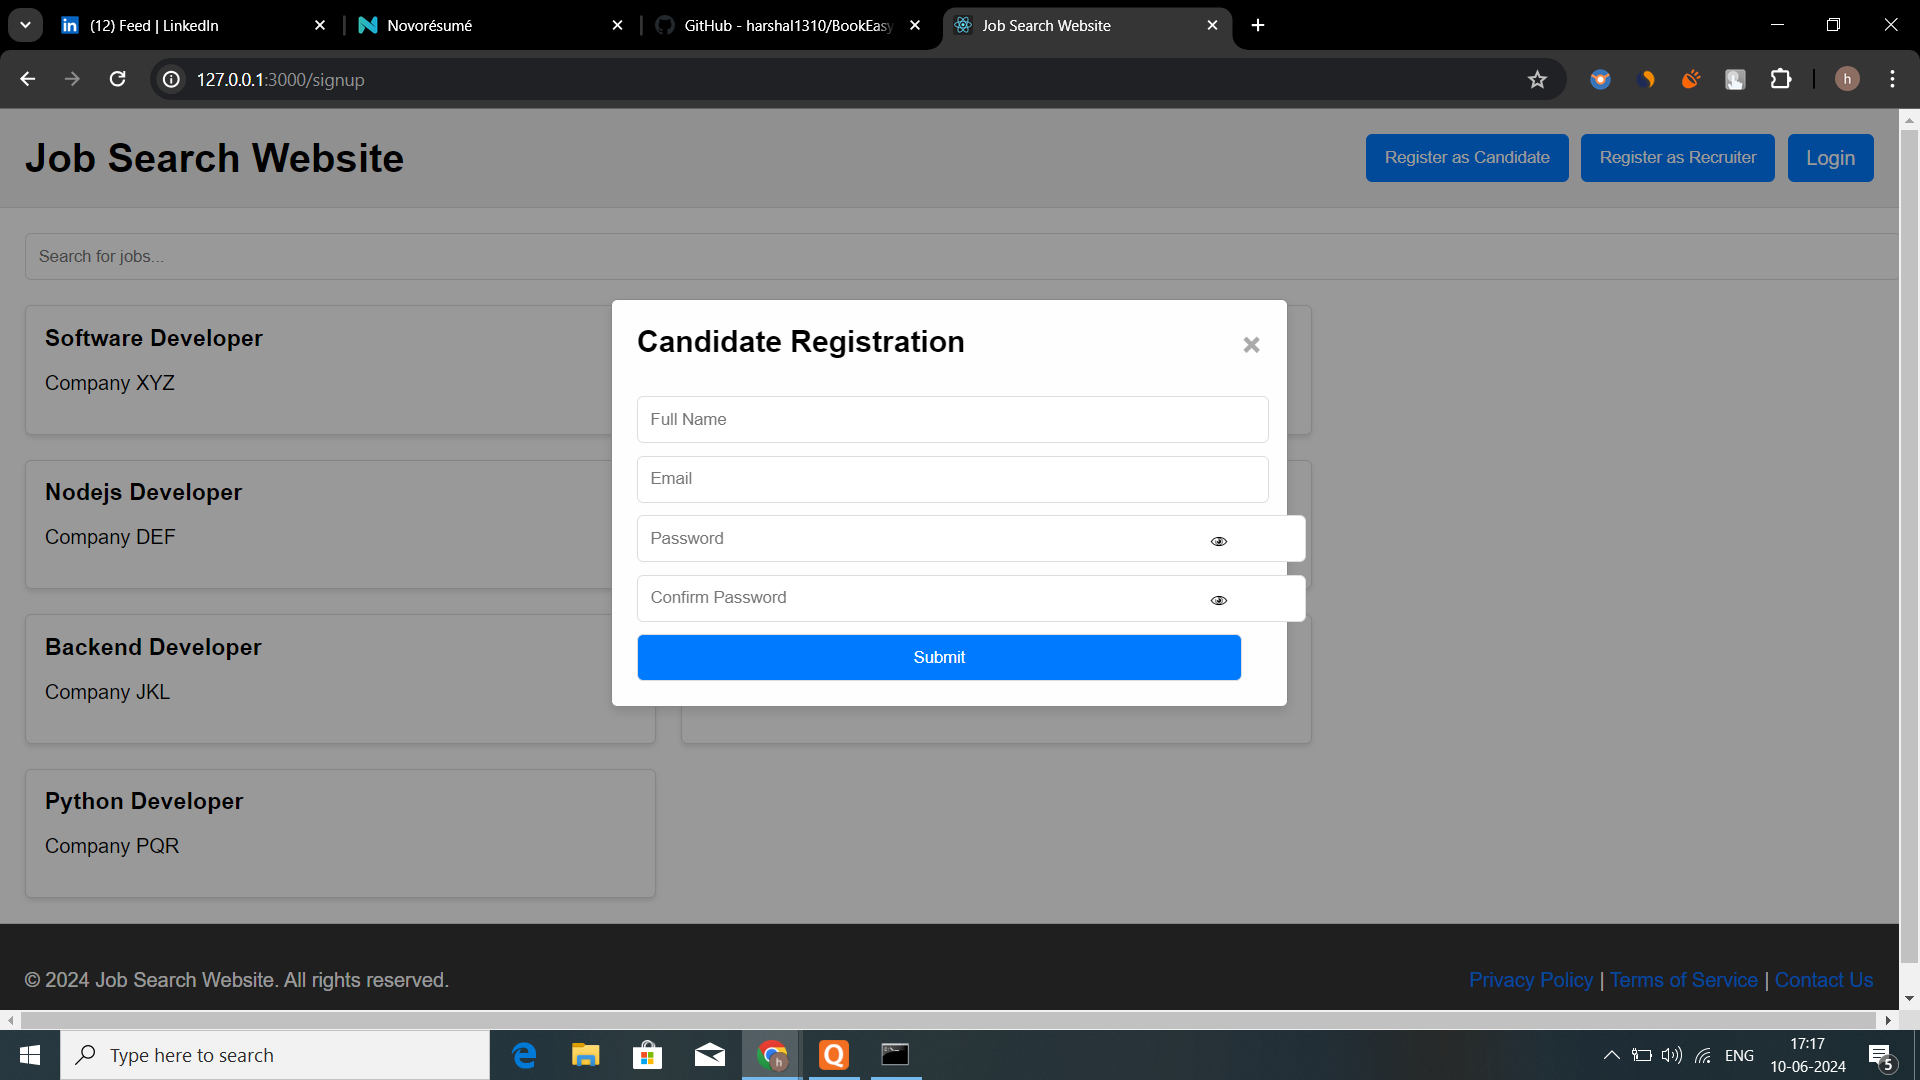 (12) Feed | LinkedIn
Novorésumé
GitHub - harshal1310/BookEasy
Job Search Website
127.0.0.1:3000/signup
h
Job Search Website
Register as Candidate
Register as Recruiter
Login
Search for jobs...
Software Developer
Company XYZ
Nodejs Developer
Company DEF
Backend Developer
Company JKL
Python Developer
Company PQR
Candidate Registration
×
Full Name
Email
Password
Confirm Password
Submit
© 2024 Job Search Website. All rights reserved.
Privacy Policy | Terms of Service | Contact Us
Type here to search
ENG
17:17
10-06-2024
5